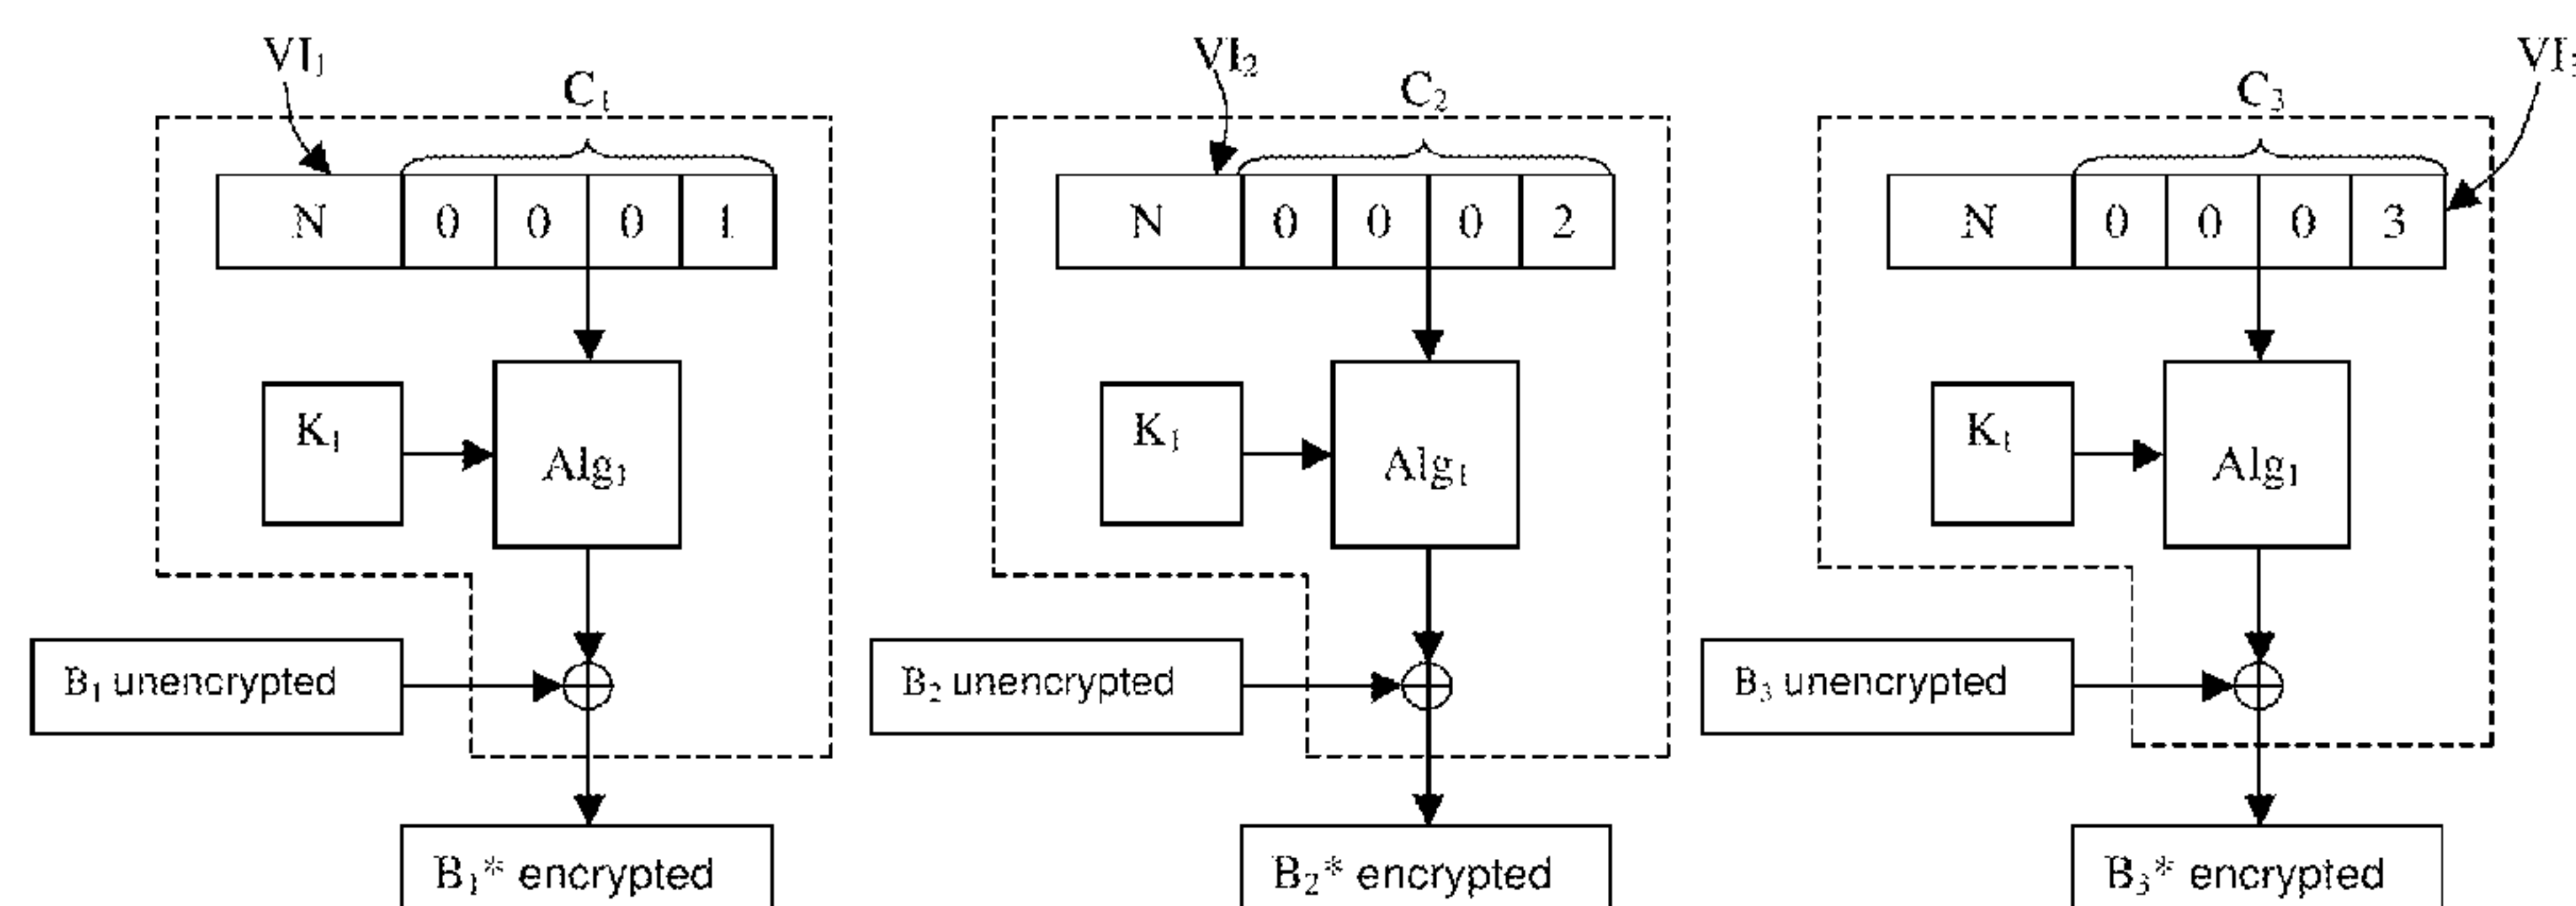 VI₁ VI₂ VI₃
C₁ C₂ C₃
N 0 0 0 1 N 0 0 0 2 N 0 0 0 3
K₁ Alg₁ K₁ Alg₁ K₁ Alg₁
B₁ unencrypted B₂ unencrypted B₃ unencrypted
B₁* encrypted B₂* encrypted B₃* encrypted